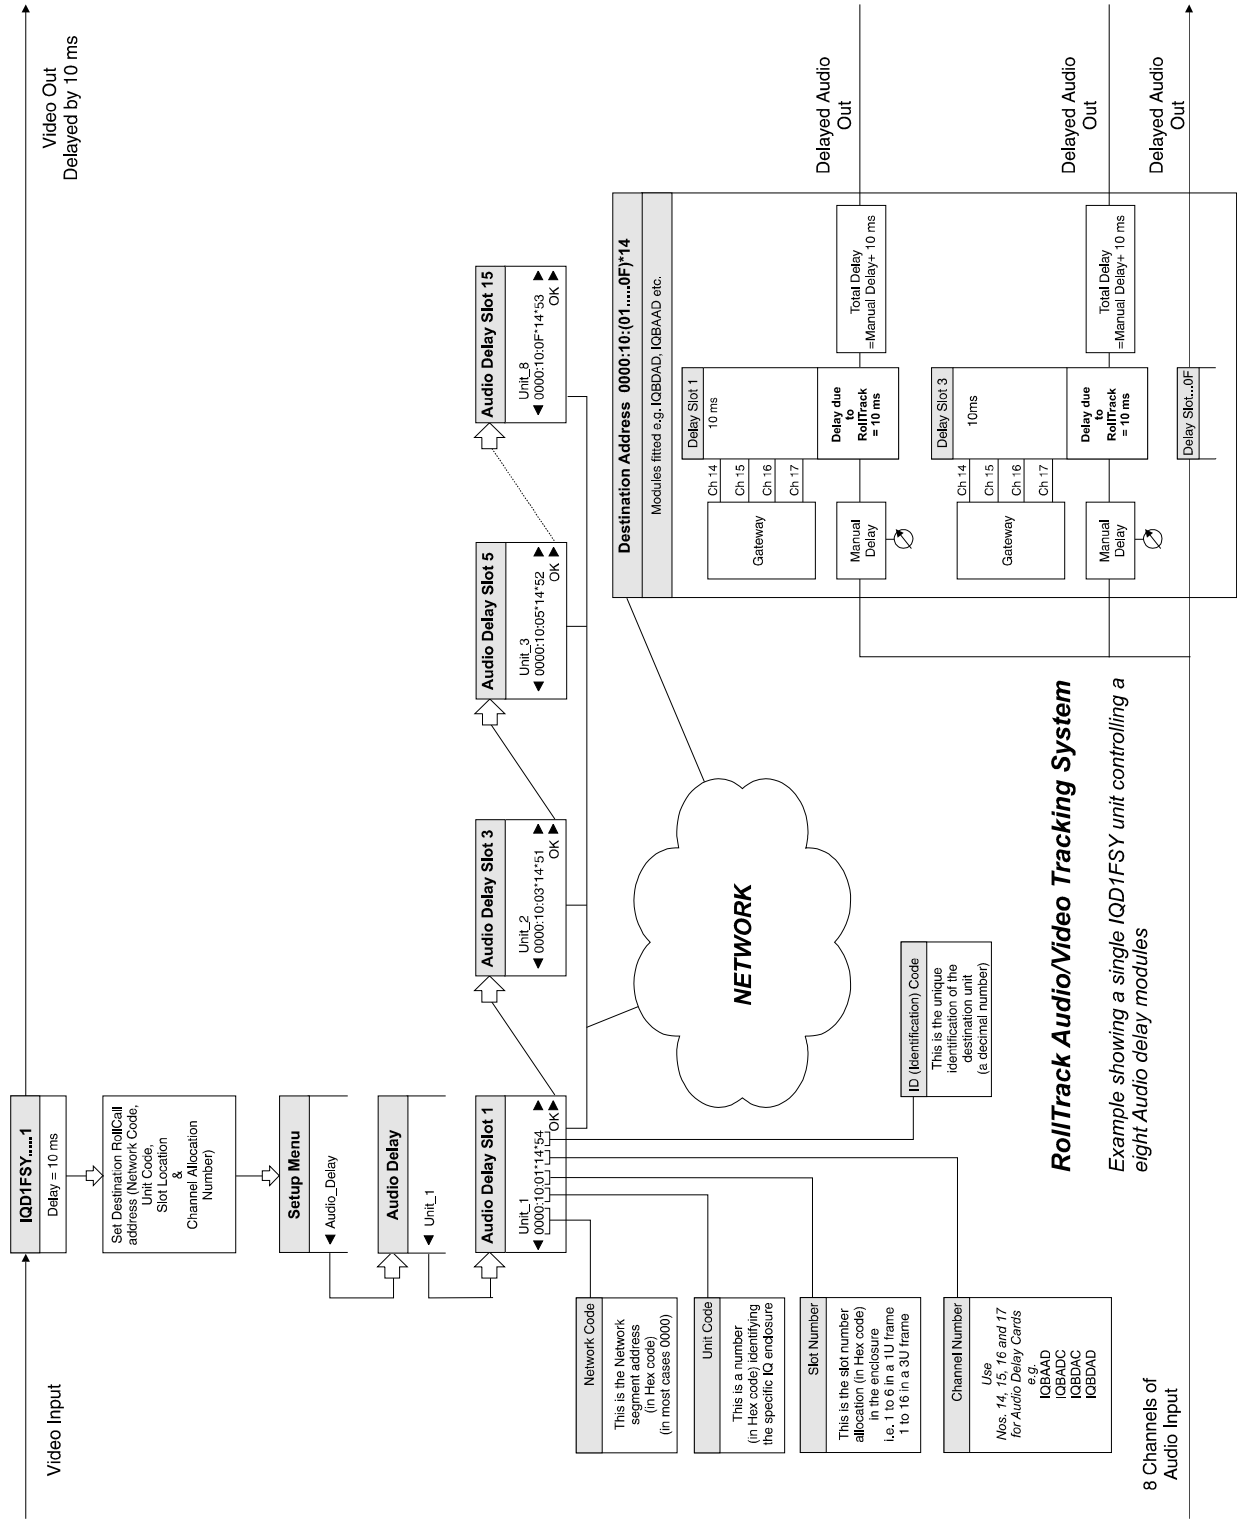 Video Input
Video Out
Delayed by 10 ms
IQD1FSY.....1
Delay = 10 ms
Set Destination RollCall
address (Network Code,
Unit Code,
Slot Location
&
Channel Allocation
Number)
Setup Menu
◀ Audio_Delay
Audio Delay
◀ Unit_1
Audio Delay Slot 1
Unit_1
◀ 0000:10:01*14*54 ▶
OK ▶
Audio Delay Slot 3
Unit_2
◀ 0000:10:03*14*51 ▶
OK ▶
Audio Delay Slot 5
Unit_3
◀ 0000:10:05*14*52 ▶
OK ▶
Audio Delay Slot 15
Unit_8
◀ 0000:10:0F*14*53 ▶
OK ▶
Network Code
This is the Network
segment address
(in Hex code)
(in most cases 0000)
Unit Code
This is a number
(in Hex code) identifying
the specific IQ enclosure
Slot Number
This is the slot number
allocation (in Hex code)
in the enclosure
i.e. 1 to 6 in a 1U frame
1 to 16 in a 3U frame
Channel Number
Use
Nos. 14, 15, 16 and 17
for Audio Delay Cards
e.g.
IQBAAD
IQBADC
IQBDAC
IQBDAD
ID (Identification) Code
This is the unique
identification of the
destination unit
(a decimal number)
NETWORK
Destination Address 0000:10:(01.....0F)*14
Modules fitted e.g. IQBDAD, IQBAAD etc.
Delay Slot 1
10 ms
Ch 14
Ch 15
Ch 16
Ch 17
Gateway
Manual
Delay
Delay due
to
RollTrack
= 10 ms
Total Delay
=Manual Delay+ 10 ms
Delayed Audio
Out
Delay Slot 3
10ms
Ch 14
Ch 15
Ch 16
Ch 17
Gateway
Manual
Delay
Delay due
to
RollTrack
= 10 ms
Total Delay
=Manual Delay+ 10 ms
Delayed Audio
Out
Delay Slot...0F
Delayed Audio
Out
RollTrack Audio/Video Tracking System
Example showing a single IQD1FSY unit controlling a
eight Audio delay modules
8 Channels of
Audio Input